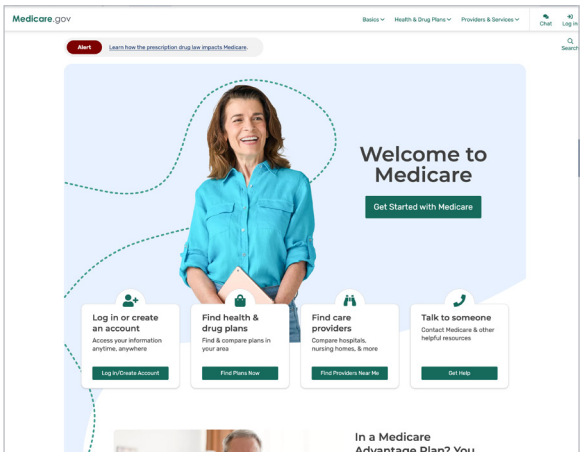 Medicare.gov
Basics
Health & Drug Plans
Providers & Services
Chat
Log in
Alert
Learn how the prescription drug law impacts Medicare.
Search
Welcome to
Medicare
Get Started with Medicare
Log in or create
an account
Access your information
anytime, anywhere
Log in/Create Account
Find health &
drug plans
Find & compare plans in
your area
Find Plans Now
Find care
providers
Compare hospitals,
nursing homes, & more
Find Providers Near Me
Talk to someone
Contact Medicare & other
helpful resources
Get Help
In a Medicare
Advantage Plan? You